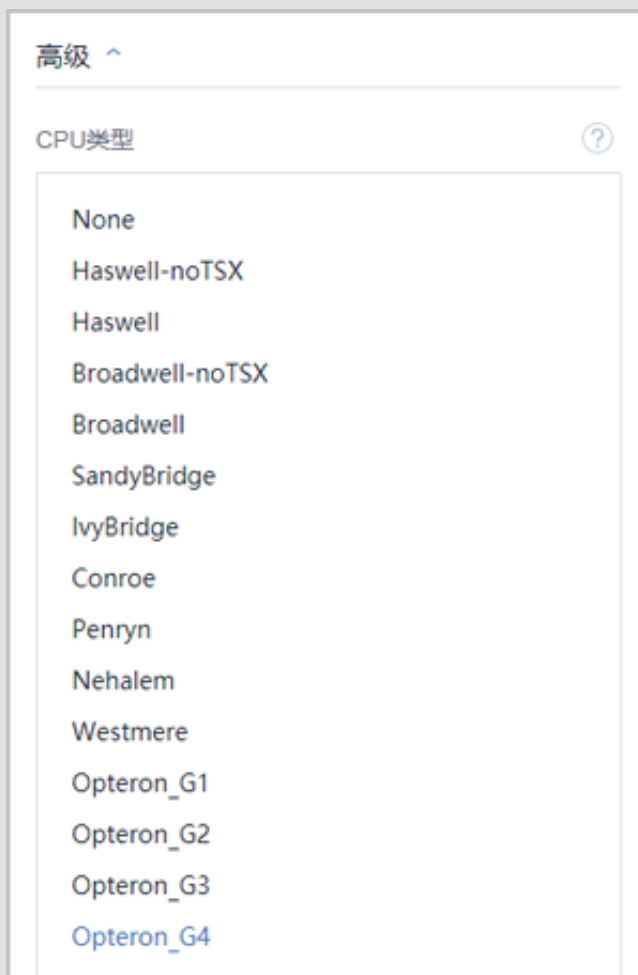 高级
CPU类型
?
None
Haswell-noTSX
Haswell
Broadwell-noTSX
Broadwell
SandyBridge
IvyBridge
Conroe
Penryn
Nehalem
Westmere
Opteron_G1
Opteron_G2
Opteron_G3
Opteron_G4